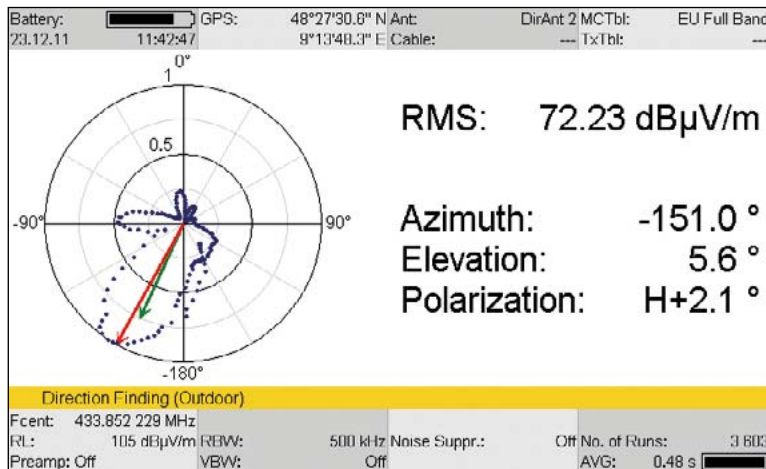 Battery: GPS: 48°27'30.6" N Ant: DirAnt 2 MCTbl: EU Full Band
23.12.11 11:42:47 9°13'48.3" E Cable: --- TxTbl: ---
0°
1
0.5
-90° 90°
-180°
RMS: 72.23 dBµV/m
Azimuth: -151.0 °
Elevation: 5.6 °
Polarization: H+2.1 °
Direction Finding (Outdoor)
Fcent: 433.852 229 MHz
RL: 105 dBµV/m RBW: 500 kHz Noise Suppr.: Off No. of Runs: 3 603
Preamp: Off VBW: Off AVG: 0.48 s